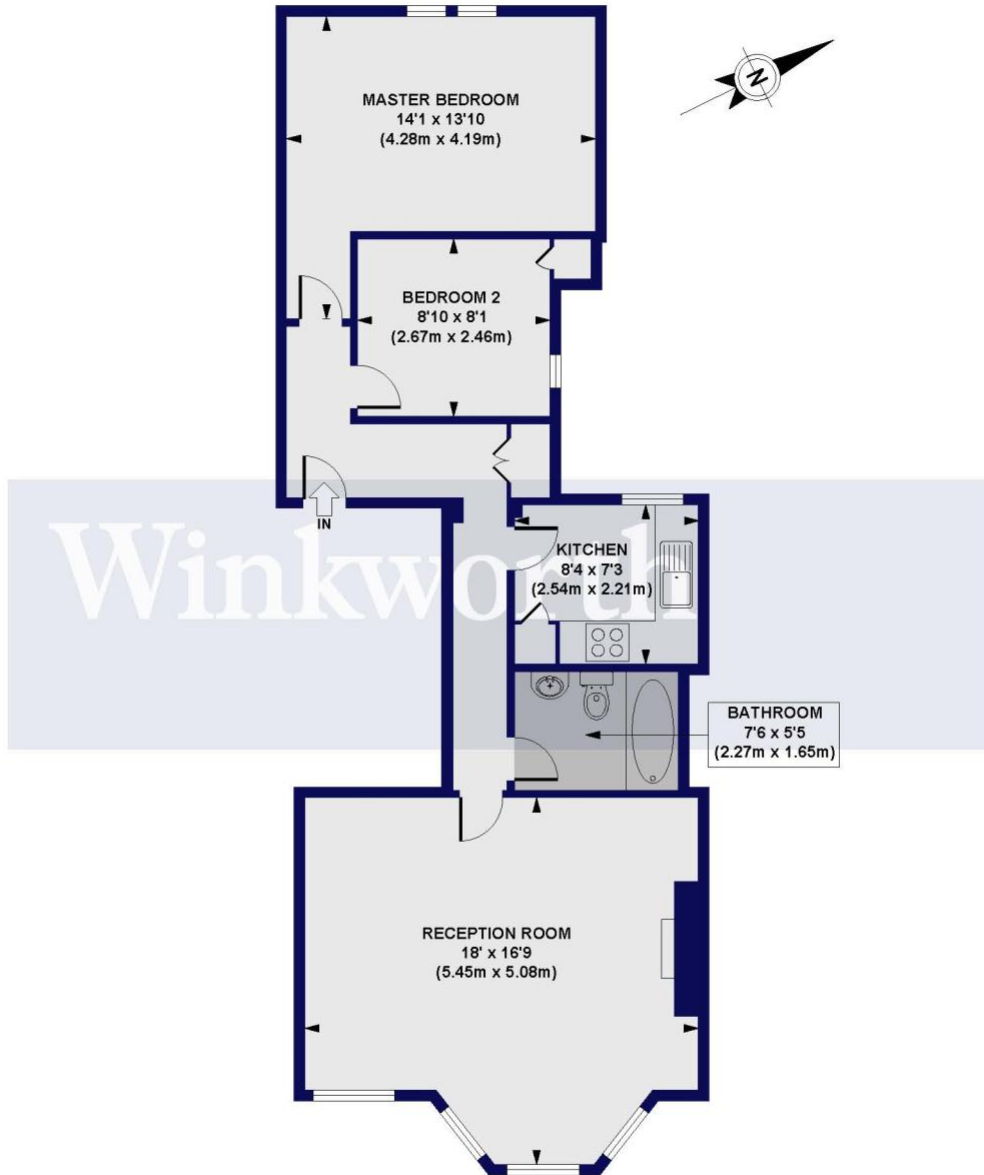 N
MASTER BEDROOM
14'1 x 13'10
(4.28m x 4.19m)
BEDROOM 2
8'10 x 8'1
(2.67m x 2.46m)
IN
Winkworth
KITCHEN
8'4 x 7'3
(2.54m x 2.21m)
BATHROOM
7'6 x 5'5
(2.27m x 1.65m)
RECEPTION ROOM
18' x 16'9
(5.45m x 5.08m)